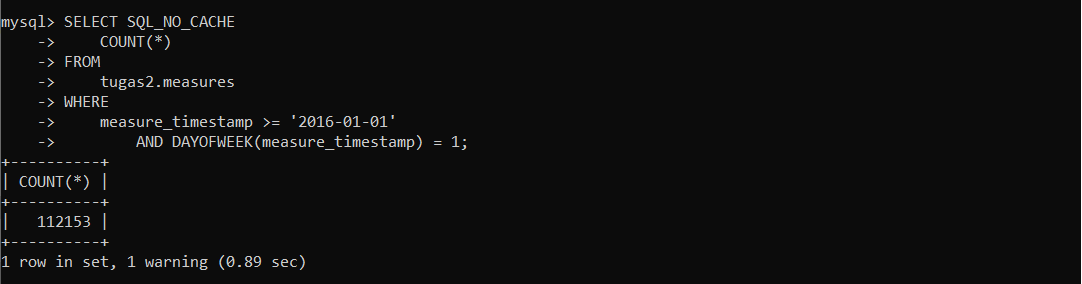 mysql> SELECT SQL_NO_CACHE
    ->     COUNT(*)
    -> FROM
    ->     tugas2.measures
    -> WHERE
    ->     measure_timestamp >= '2016-01-01'
    ->         AND DAYOFWEEK(measure_timestamp) = 1;
+----------+
| COUNT(*) |
+----------+
|   112153 |
+----------+
1 row in set, 1 warning (0.89 sec)